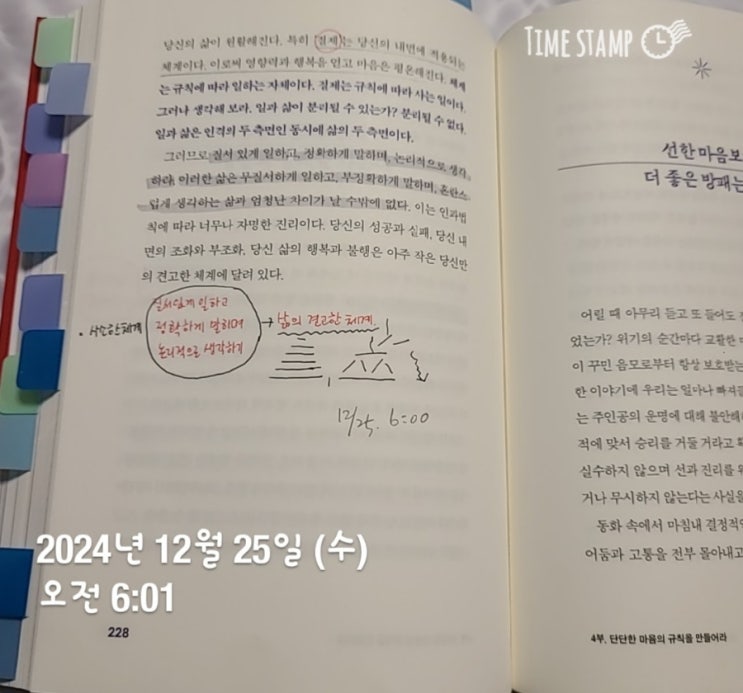 당신의 삶이 원활해진다. 특히 '절제'는 당신의 내면에 적용되는
체계이다. 이로써 영향력과 행복을 얻고 마음은 평온해진다. 체계
는 규칙에 따라 일하는 자체이다. 절제는 규칙에 따라 사는 일이다.
그러나 생각해 보라. 일과 삶이 분리될 수 있는가? 분리될 수 없다.
일과 삶은 인격의 두 측면인 동시에 삶의 두 측면이다.
그러므로 질서 있게 일하고, 정확하게 말하며, 논리적으로 생각
하라. 이러한 삶은 무질서하게 일하고, 부정확하게 말하며, 혼란스
럽게 생각하는 삶과 엄청난 차이가 날 수밖에 없다. 이는 인과법
칙에 따라 너무나 자명한 진리이다. 당신의 성공과 실패, 당신 내
면의 조화와 부조화, 당신 삶의 행복과 불행은 아주 작은 당신만
의 견고한 체계에 달려 있다.
• 사소한 체계
질서있게 일하고
정확하게 말하며
논리적으로 생각하기
→ 삶의 견고한 체계.
12/25. 6:00
2024년 12월 25일 (수)
오전 6:01
228
TIME STAMP
선한 마음보
더 좋은 방패는
어릴 때 아무리 듣고 또 들어도
었는가? 위기의 순간마다 교활한
이 꾸민 음모로부터 항상 보호받는
한 이야기에 우리는 얼마나 빠져들
는 주인공의 운명에 대해 불안해
적에 맞서 승리를 거둘 거라고
실수하지 않으며 선과 진리를
거나 무시하지 않는다는 사실을
동화 속에서 마침내 결정적
어둠과 고통을 전부 몰아내고
4부. 단단한 마음의 규칙을 만들어라